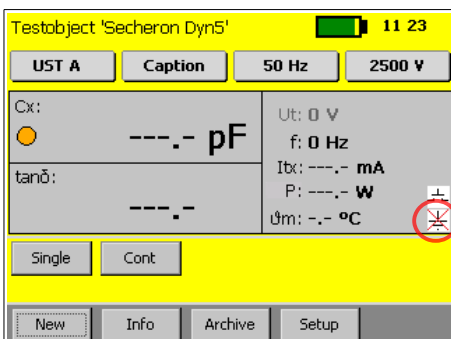 Testobject 'Secheron Dyn5' 11 23
UST A Caption 50 Hz 2500 V
Cx:
---.- pF
tanδ:
---.-
Ut: 0 V
f: 0 Hz
Itx: ---.- mA
P: ---.- W
ϑm: -.- ºC
Single Cont
New Info Archive Setup